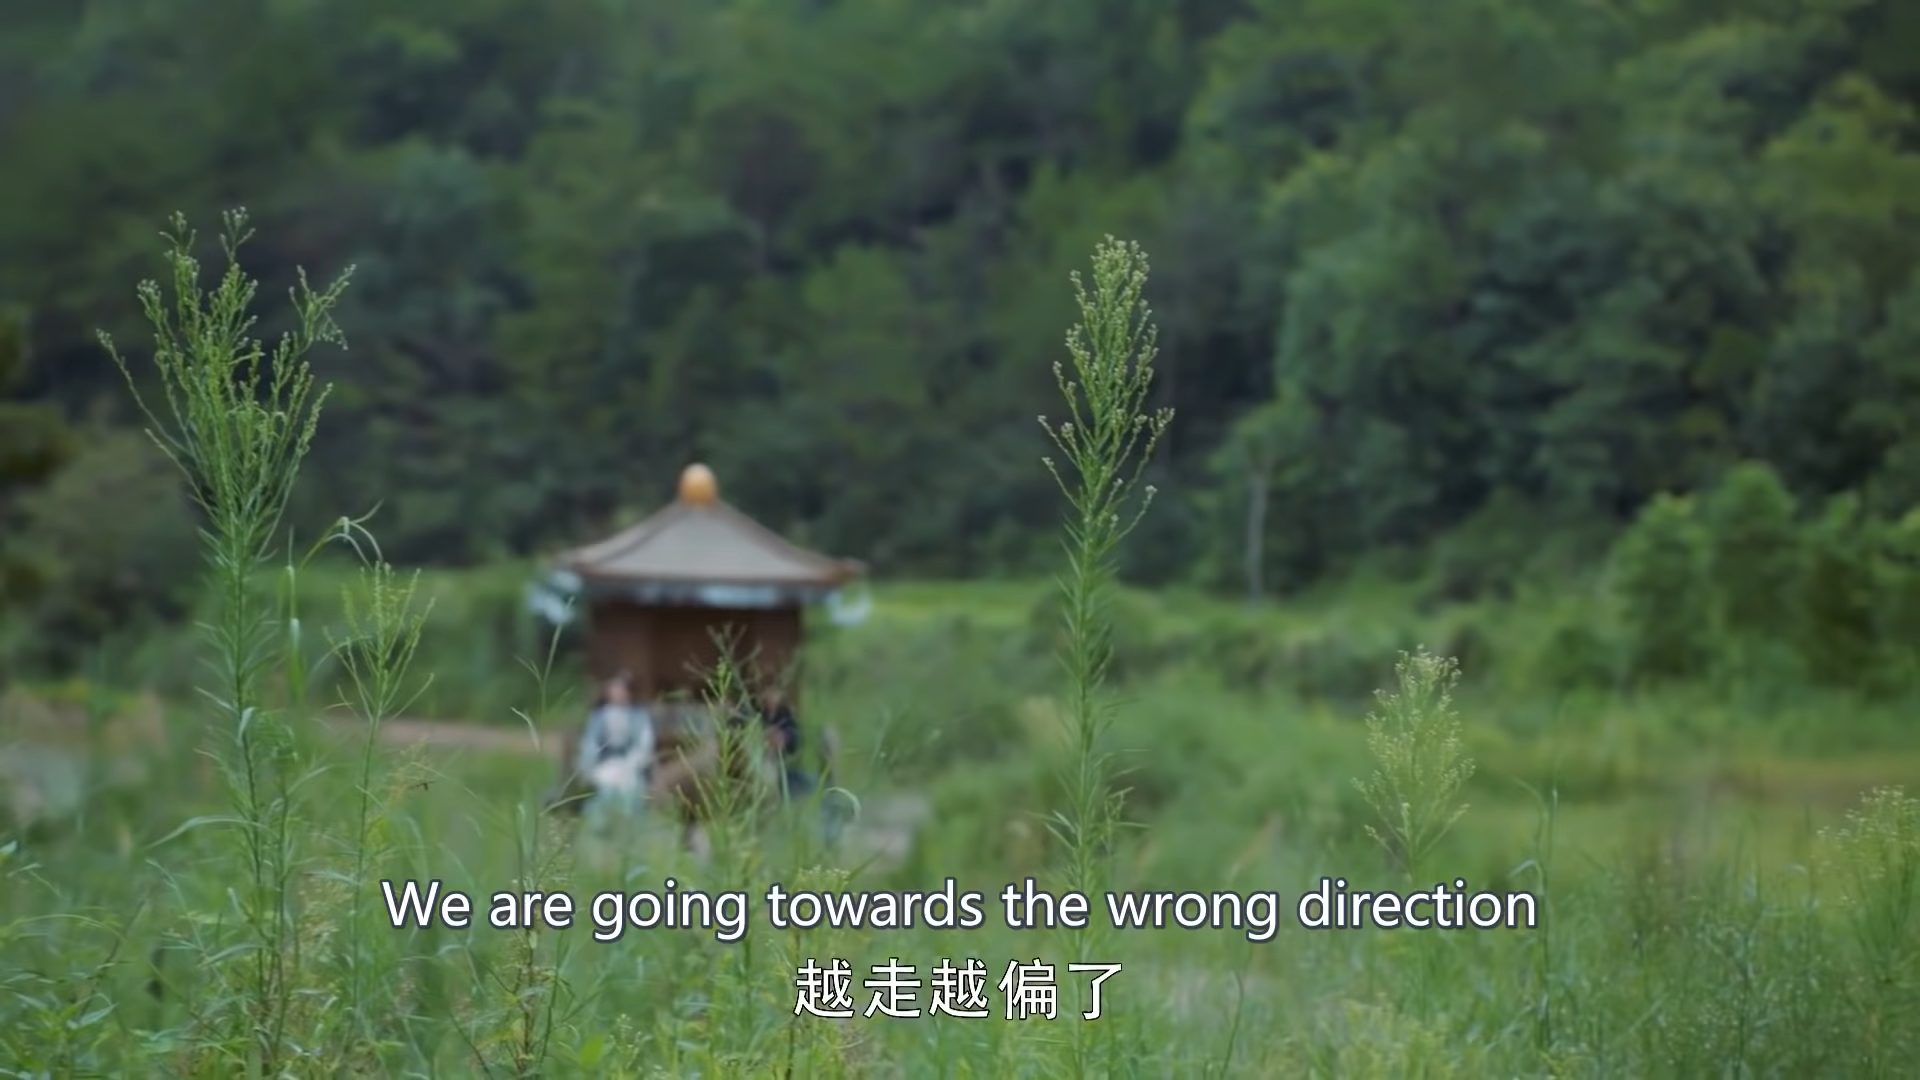 We are going towards the wrong direction
越走越偏了